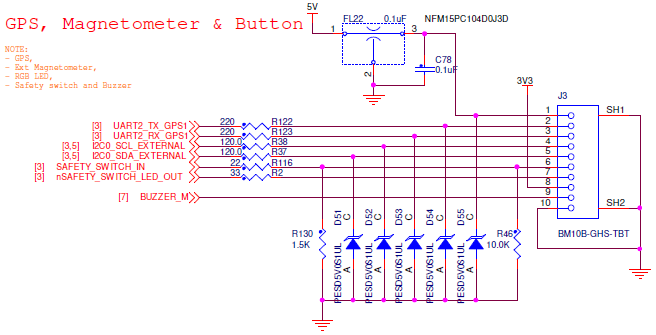 GPS, Magnetometer & Button
NOTE:
- GPS,
- Ext Magnetometer,
- RGB LED,
- Safety switch and Buzzer
5V
FL22 0.1uF NFM15PC104D0J3D
1 3
2
C78
0.1uF
3V3
J3
[3] UART2_TX_GPS1 220 R122
[3] UART2_RX_GPS1 220 R123
[3,5] I2C0_SCL_EXTERNAL 120.0 R38
[3,5] I2C0_SDA_EXTERNAL 120.0 R37
[3] SAFETY_SWITCH_IN 22 R116
[3] nSAFETY_SWITCH_LED_OUT 33 R2
[7] BUZZER_M
1
2
3
4
5
6
7
8
9
10
SH1
SH2
BM10B-GHS-TBT
R130
1.5K
D51 C
PESD5V0S1UL A
D52 C
PESD5V0S1UL A
D53 C
PESD5V0S1UL A
D54 C
PESD5V0S1UL A
D55 C
PESD5V0S1UL A
R46
10.0K